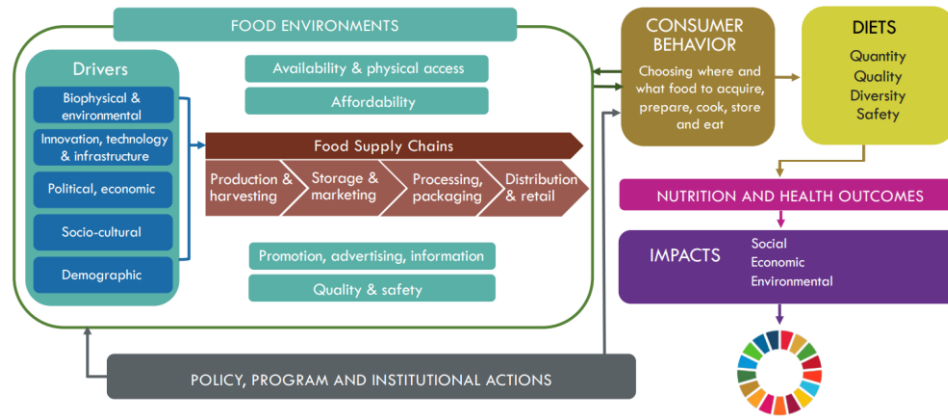 FOOD ENVIRONMENTS
Drivers
Biophysical &
environmental
Innovation, technology
& infrastructure
Political, economic
Socio-cultural
Demographic
Availability & physical access
Affordability
Food Supply Chains
Production &
harvesting
Storage &
marketing
Processing,
packaging
Distribution
& retail
Promotion, advertising, information
Quality & safety
POLICY, PROGRAM AND INSTITUTIONAL ACTIONS
CONSUMER
BEHAVIOR
Choosing where and
what food to acquire,
prepare, cook, store
and eat
DIETS
Quantity
Quality
Diversity
Safety
NUTRITION AND HEALTH OUTCOMES
IMPACTS
Social
Economic
Environmental